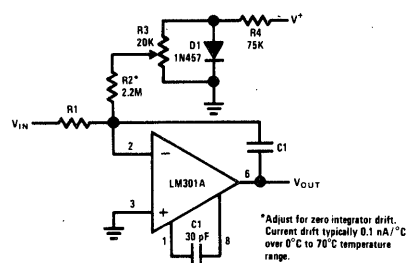 R3
20K
R4
75K
V+
D1
1N457
R2*
2.2M
R1
VIN
C1
2
−
LM301A
6
VOUT
3
+
C1
30 pF
1
8
*Adjust for zero integrator drift.
Current drift typically 0.1 nA/°C
over 0°C to 70°C temperature
range.